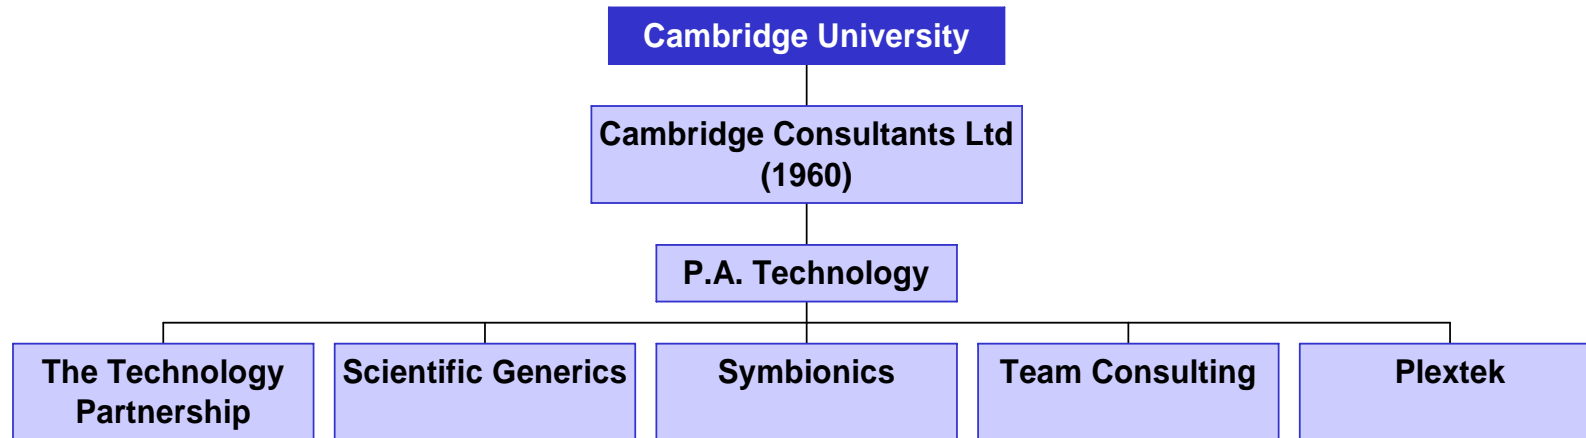 Cambridge University
Cambridge Consultants Ltd
(1960)
P.A. Technology
The Technology
Partnership
Scientific Generics
Symbionics
Team Consulting
Plextek